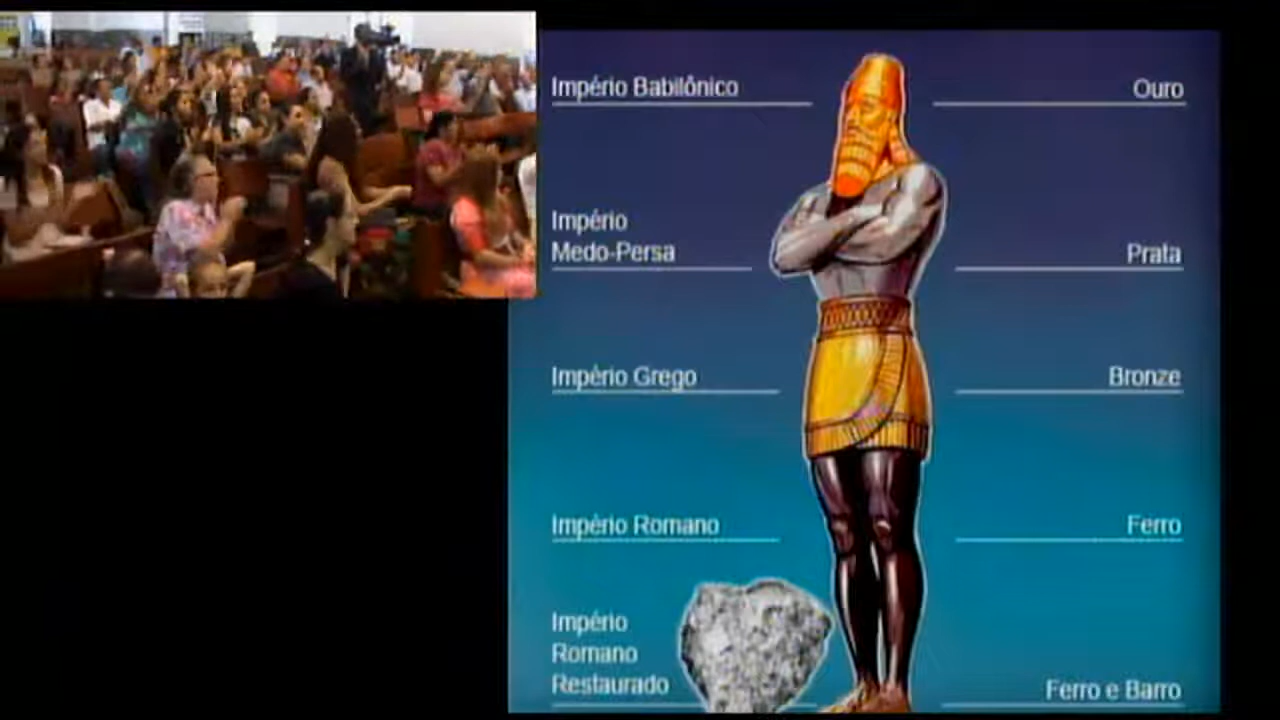 Império Babilônico
Ouro
Império
Medo-Persa
Prata
Império Grego
Bronze
Império Romano
Ferro
Império
Romano
Restaurado
Ferro e Barro